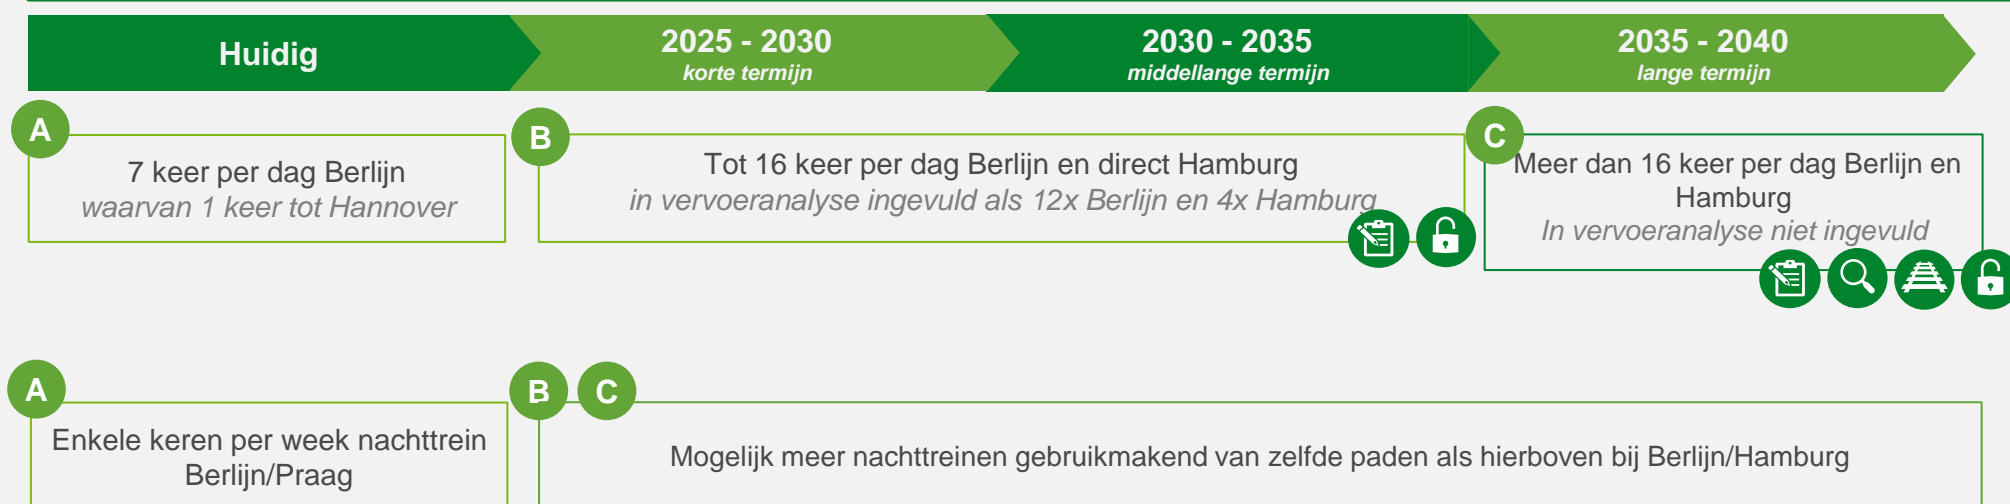 Huidig
2025 - 2030
korte termijn
2030 - 2035
middellange termijn
2035 - 2040
lange termijn
A
7 keer per dag Berlijn
waarvan 1 keer tot Hannover
B
Tot 16 keer per dag Berlijn en direct Hamburg
in vervoeranalyse ingevuld als 12x Berlijn en 4x Hamburg
C
Meer dan 16 keer per dag Berlijn en
Hamburg
In vervoeranalyse niet ingevuld
A
Enkele keren per week nachttrein
Berlijn/Praag
B C
Mogelijk meer nachttreinen gebruikmakend van zelfde paden als hierboven bij Berlijn/Hamburg